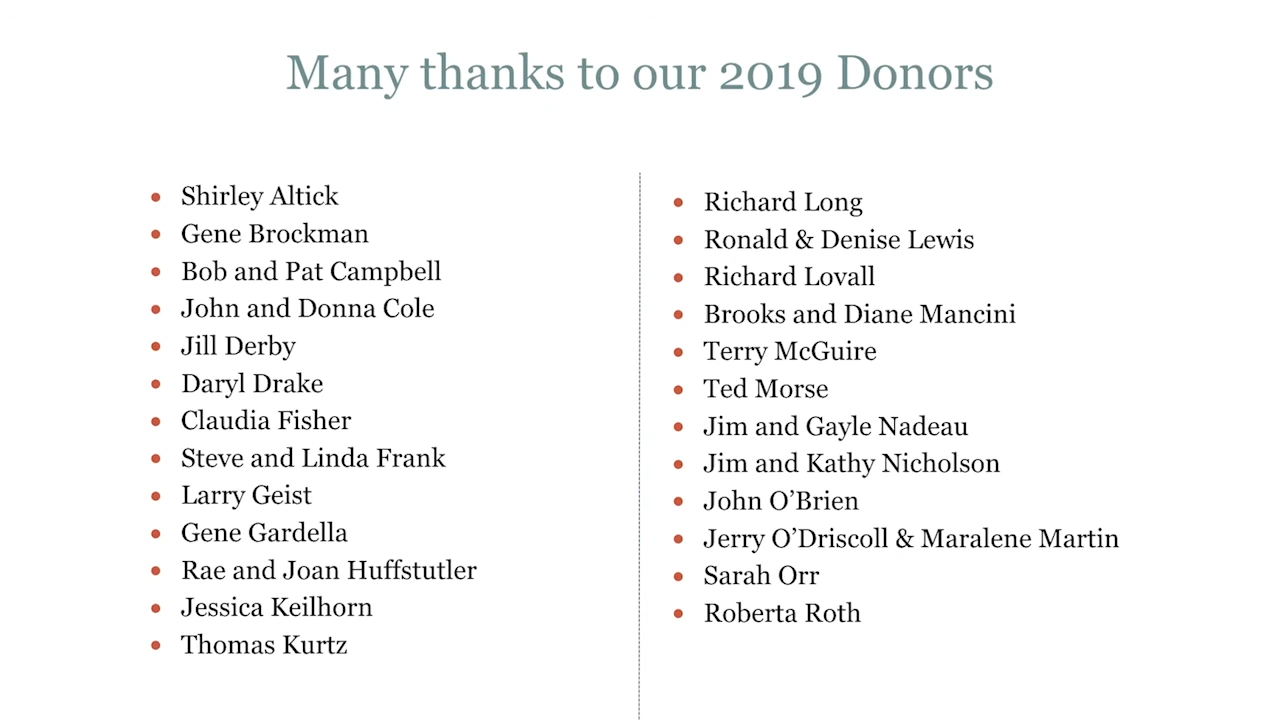 Many thanks to our 2019 Donors
• Shirley Altick
• Gene Brockman
• Bob and Pat Campbell
• John and Donna Cole
• Jill Derby
• Daryl Drake
• Claudia Fisher
• Steve and Linda Frank
• Larry Geist
• Gene Gardella
• Rae and Joan Huffstutler
• Jessica Keilhorn
• Thomas Kurtz
• Richard Long
• Ronald & Denise Lewis
• Richard Lovall
• Brooks and Diane Mancini
• Terry McGuire
• Ted Morse
• Jim and Gayle Nadeau
• Jim and Kathy Nicholson
• John O’Brien
• Jerry O’Driscoll & Maralene Martin
• Sarah Orr
• Roberta Roth